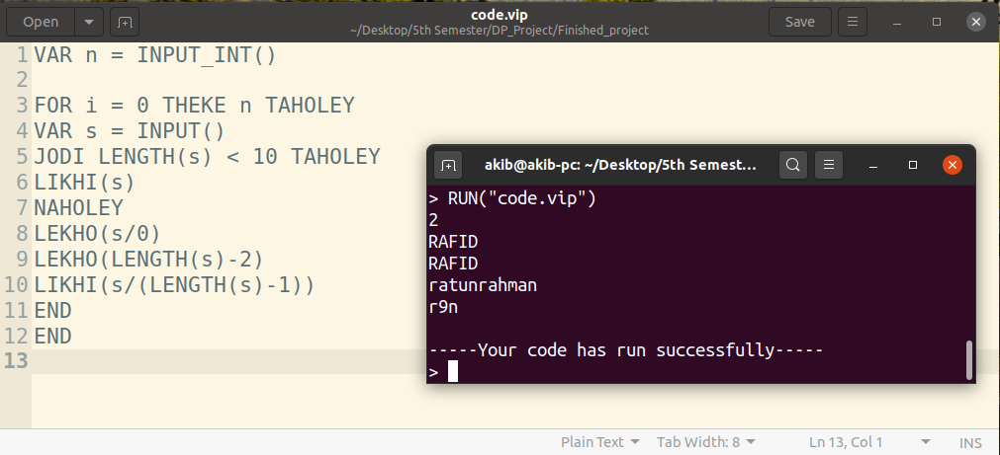 Open
code.vip
~/Desktop/5th Semester/DP_Project/Finished_project
Save
1 VAR n = INPUT_INT()
2
3 FOR i = 0 THEKE n TAHOLEY
4 VAR s = INPUT()
5 JODI LENGTH(s) < 10 TAHOLEY
6 LIKHI(s)
7 NAHOLEY
8 LEKHO(s/0)
9 LEKHO(LENGTH(s)-2)
10 LIKHI(s/(LENGTH(s)-1))
11 END
12 END
13
akib@akib-pc: ~/Desktop/5th Semest...
> RUN("code.vip")
2
RAFID
RAFID
ratunrahman
r9n
-----Your code has run successfully-----
>
Plain Text Tab Width: 8 Ln 13, Col 1 INS